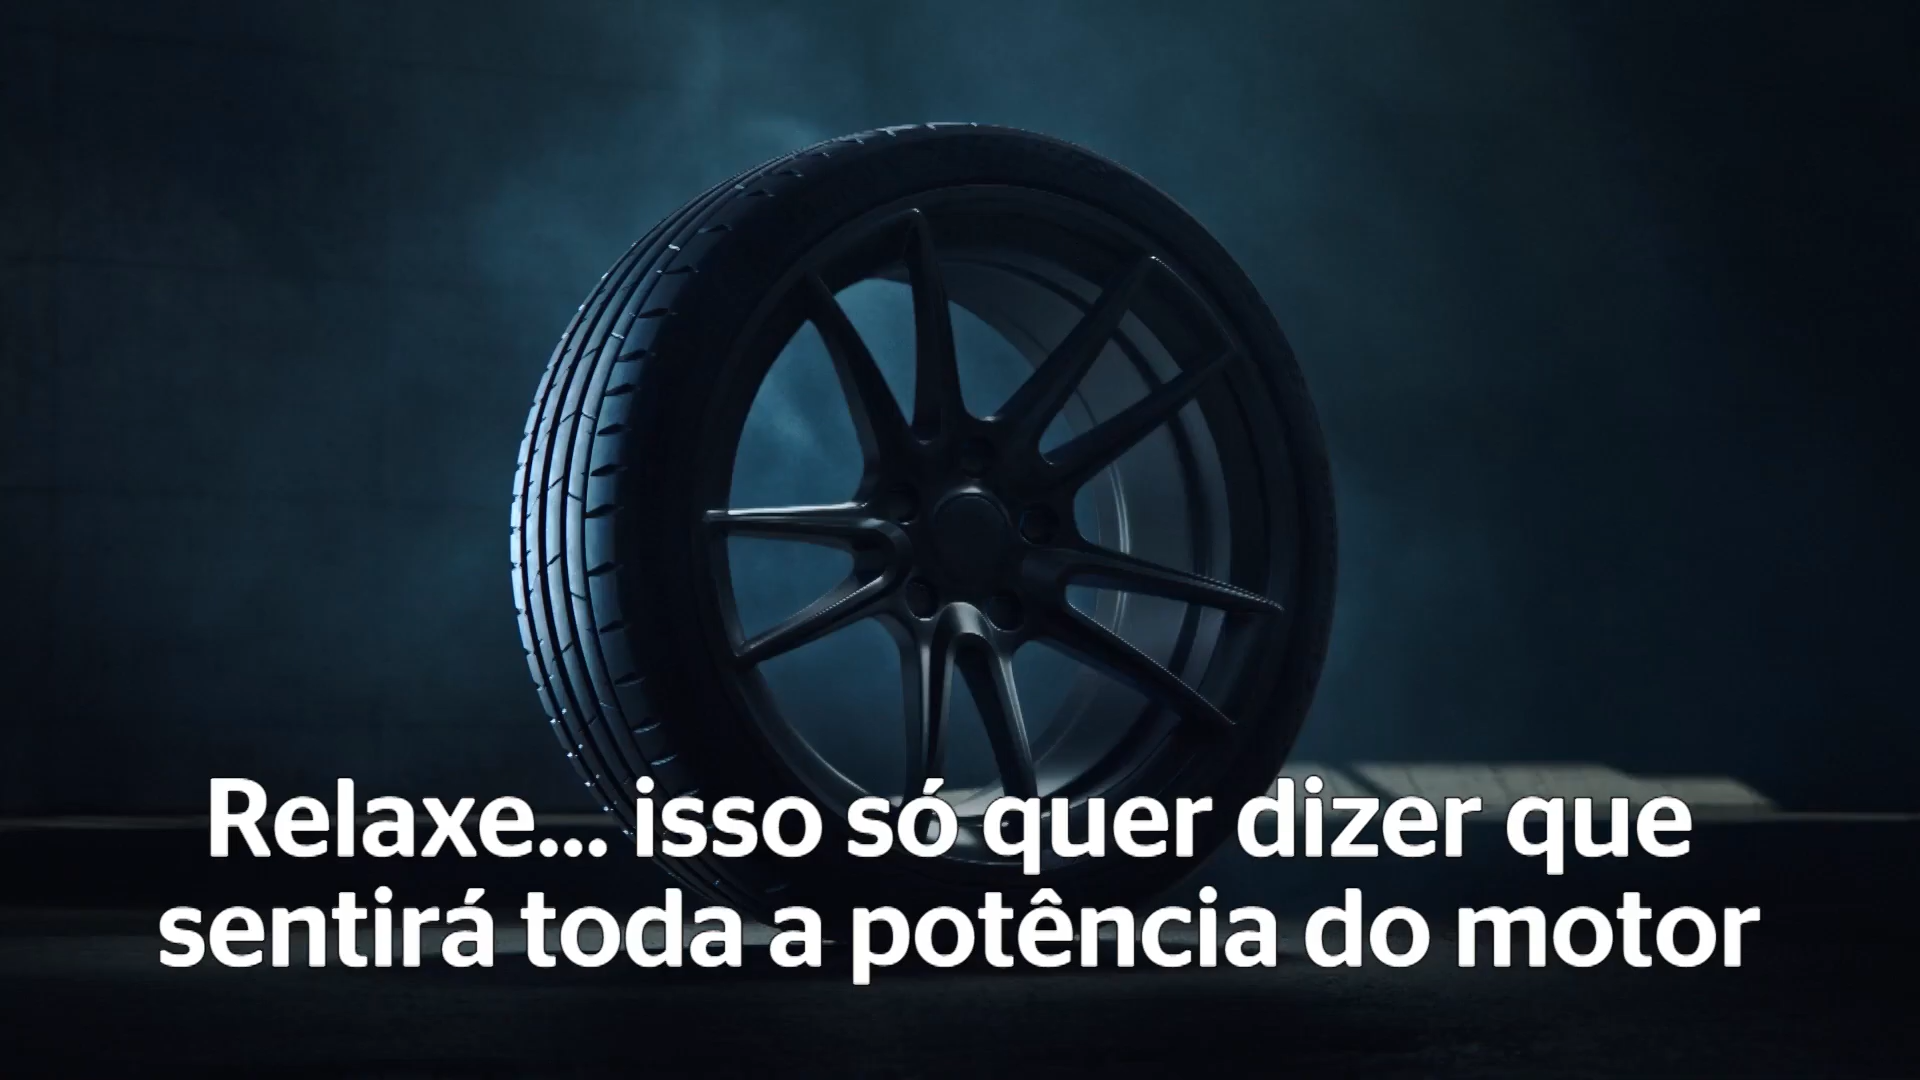 Relaxe... isso só quer dizer que
sentirá toda a potência do motor